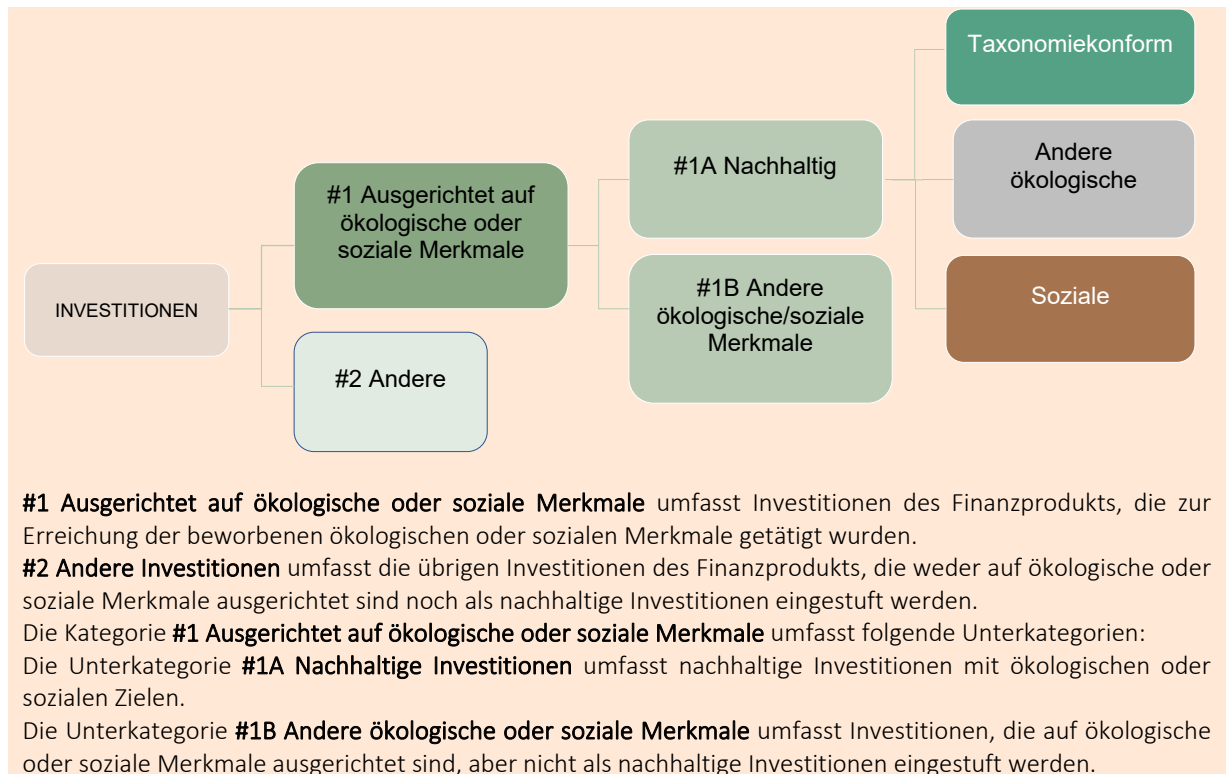 Taxonomiekonform
Andere
ökologische
#1A Nachhaltig
#1 Ausgerichtet auf
ökologische oder
soziale Merkmale
Soziale
#1B Andere
ökologische/soziale
Merkmale
INVESTITIONEN
#2 Andere
#1 Ausgerichtet auf ökologische oder soziale Merkmale umfasst Investitionen des Finanzprodukts, die zur
Erreichung der beworbenen ökologischen oder sozialen Merkmale getätigt wurden.
#2 Andere Investitionen umfasst die übrigen Investitionen des Finanzprodukts, die weder auf ökologische oder
soziale Merkmale ausgerichtet sind noch als nachhaltige Investitionen eingestuft werden.
Die Kategorie #1 Ausgerichtet auf ökologische oder soziale Merkmale umfasst folgende Unterkategorien:
Die Unterkategorie #1A Nachhaltige Investitionen umfasst nachhaltige Investitionen mit ökologischen oder
sozialen Zielen.
Die Unterkategorie #1B Andere ökologische oder soziale Merkmale umfasst Investitionen, die auf ökologische
oder soziale Merkmale ausgerichtet sind, aber nicht als nachhaltige Investitionen eingestuft werden.